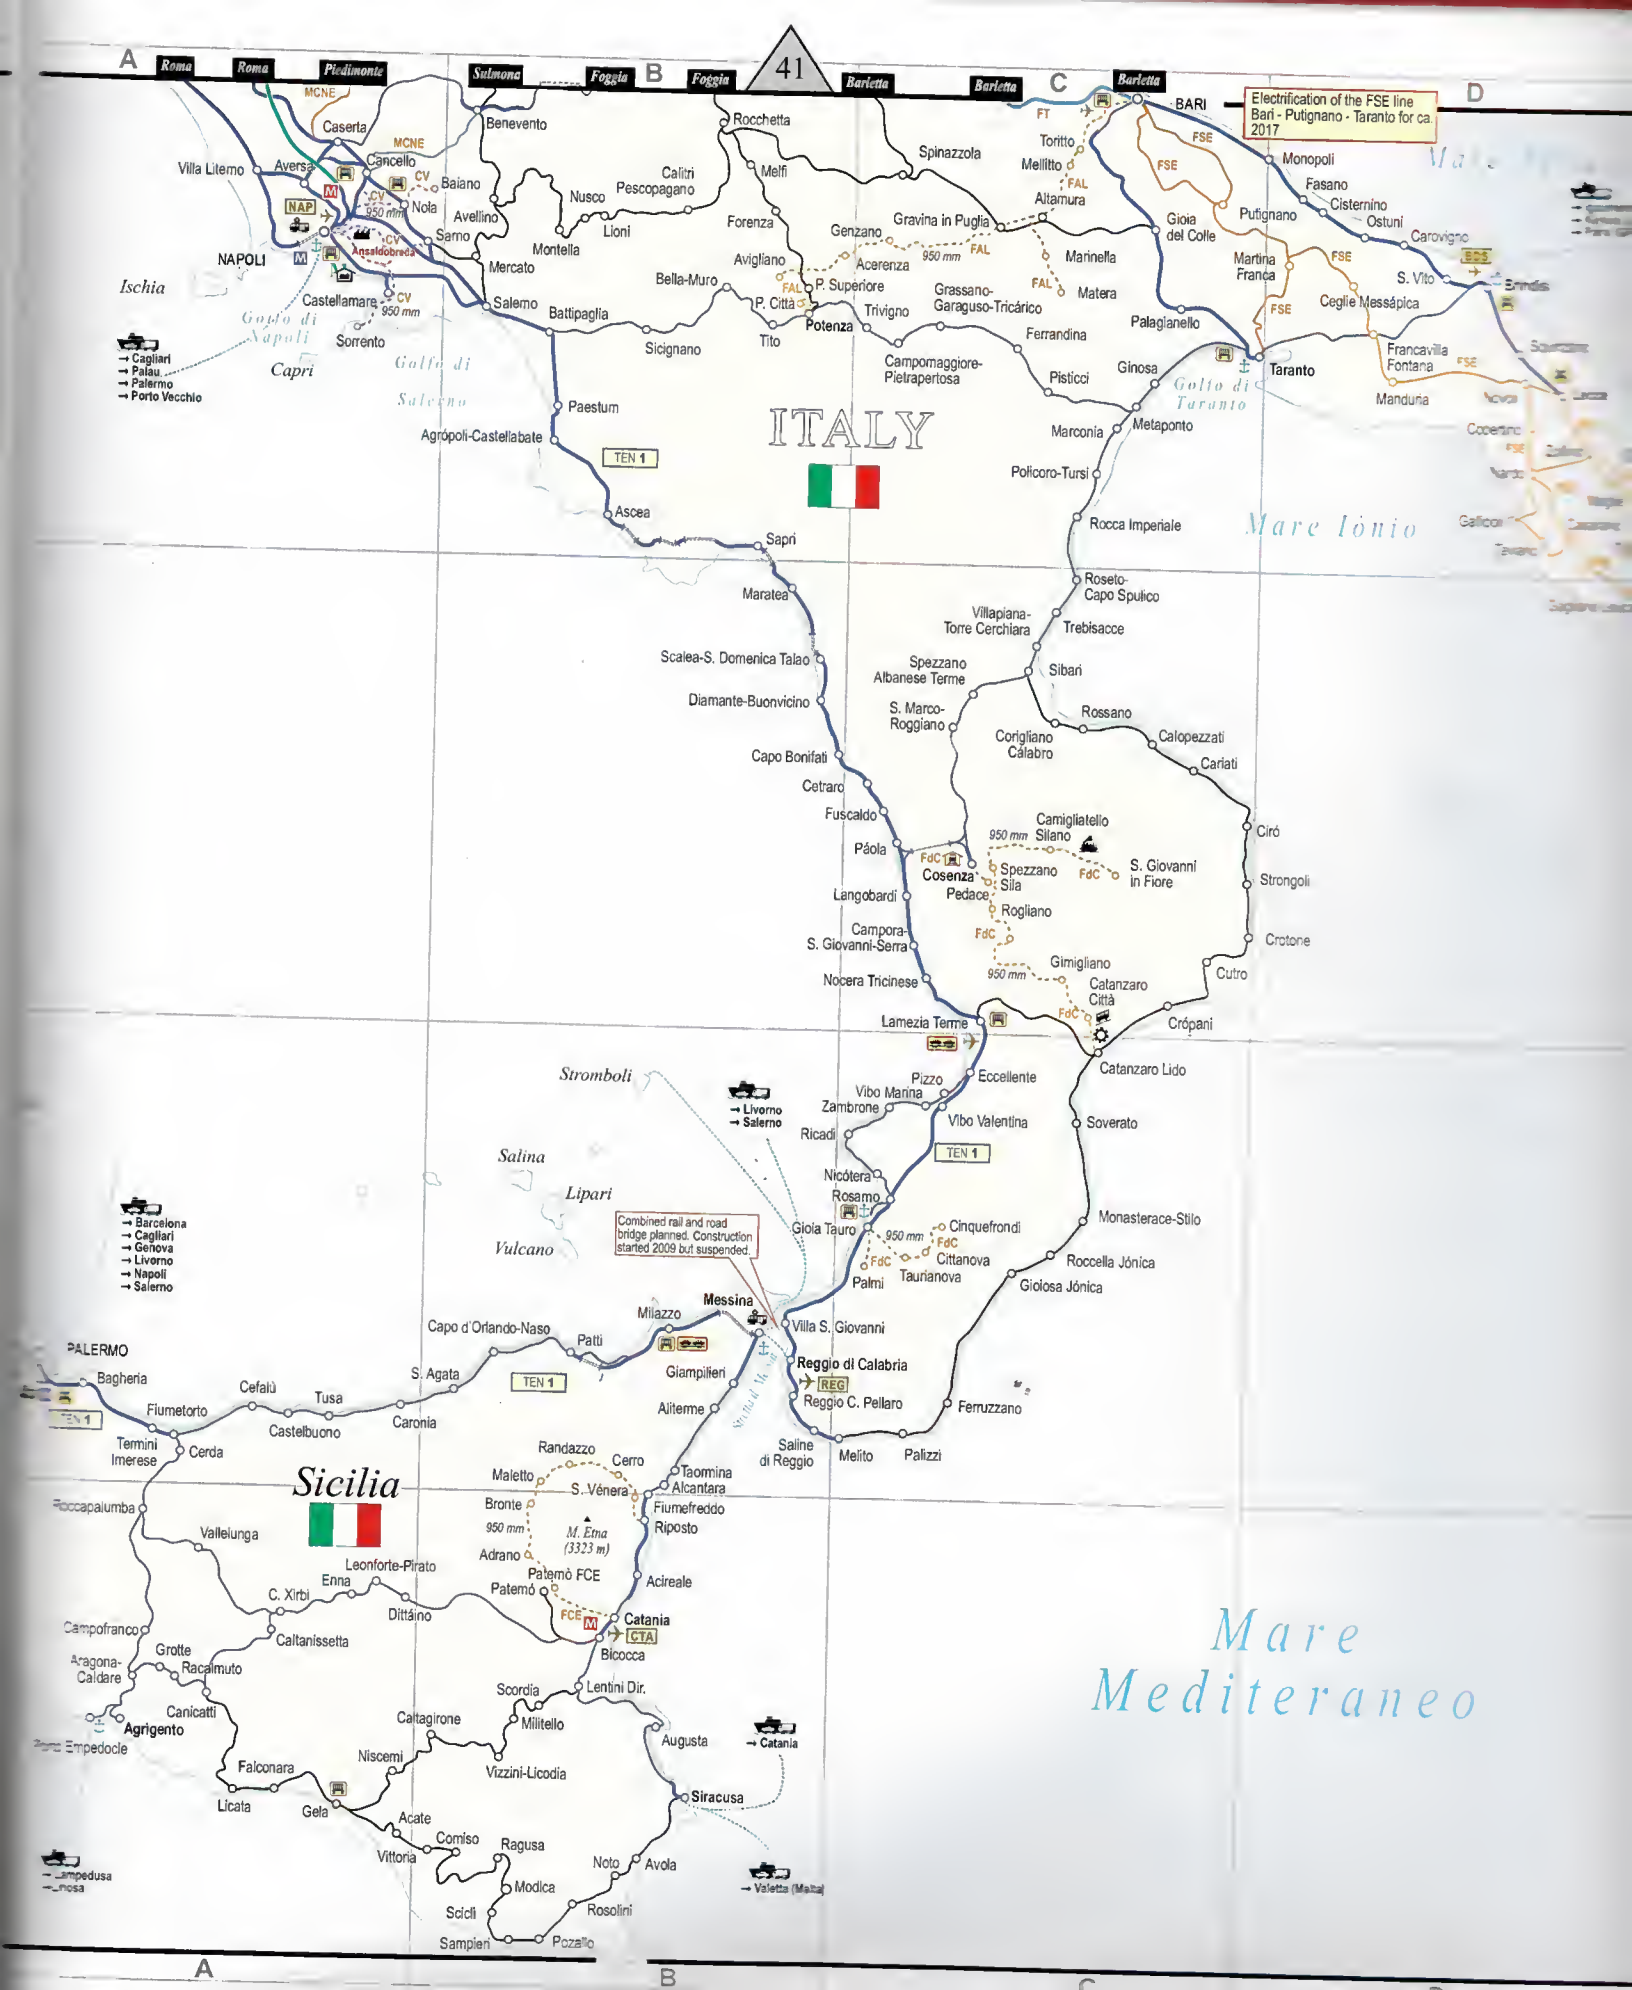 A
B
C
D
Roma
Roma
Piedimonte
Sulmona
Foggia
Foggia
41
Barletta
Barletta
Barletta
Electrification of the FSE line
Bari - Putignano - Taranto for ca.
2017
MCNE
Caserta
MCNE
Benevento
Rocchetta
FT
BARI
FSE
Toritto
Mellitto
FSE
FAL
Monopoli
Fasano
Cisternino
Ostuni
Carovigno
Villa Literno
Aversa
Cancello
CV
Baiano
M
CV
950 mm
Nola
NAP
Avellino
Calitri
Pescopagano
Nusco
Lioni
Montella
Melfi
Forenza
Spinazzola
Altamura
Gravina in Puglia
Gioia
del Colle
Putignano
Sarno
CV
Ansaldobreda
M
NAPOLI
Mercato
Genzano
Avigliano
Acerenza
950 mm
FAL
Marinella
Martina
Franca
FSE
S. Vito
Brindisi
Ischia
Castellamare
CV
950 mm
Salerno
Bella-Muro
FAL
P. Superiore
P. Città
Grassano-
Garaguso-Tricárico
FAL
Matera
Ceglie Messápica
FSE
Golfo di
Napoli
Capri
Sorrento
Battipaglia
Sicignano
Tito
Potenza
Trivigno
Ferrandina
Palagianello
Golfo di
Salerno
Campomaggiore-
Pietrapertosa
Pisticci
Ginosa
Taranto
Golfo di
Taranto
Francavilla
Fontana
FSE
Manduria
Cagliari
Palau
Palermo
Porto Vecchio
Paestum
Agrópoli-Castellabate
TEN 1
ITALY
Marconia
Metaponto
Policoro-Tursi
FSE
Ascea
Sapri
Rocca Imperiale
Mare Iònio
Maratea
Roseto-
Capo Spulico
Villapiana-
Torre Cerchiara
Trebisacce
Scalea-S. Domenica Talao
Spezzano
Albanese Terme
Sibari
Diamante-Buonvicino
S. Marco-
Roggiano
Rossano
Corigliano
Cálabro
Calopezzati
Cariati
Capo Bonifati
Cetraro
Fuscaldo
Páola
950 mm
Camigliatello
Silano
Ciró
FdC
Cosenza
Spezzano
Sila
FdC
S. Giovanni
in Fiore
Pedace
Strongoli
Langobardi
Rogliano
FdC
Campora-
S. Giovanni-Serra
Crotone
Cutro
Nocera Tricinese
950 mm
Gimigliano
Catanzaro
Città
FdC
Crópani
Lamezia Terme
Catanzaro Lido
Stromboli
Livorno
Salerno
Pizzo
Eccellente
Vibo Marina
Zambrone
Vibo Valentina
Ricadi
Soverato
TEN 1
Salina
Lipari
Vulcano
Nicótera
Rosarno
Gioia Tauro
950 mm
Cinquefrondi
FdC
FdC
Cittanova
Taurianova
Palmi
Monasterace-Stilo
Roccella Jónica
Gioiosa Jónica
Barcelona
Cagliari
Genova
Livorno
Napoli
Salerno
Combined rail and road
bridge planned. Construction
started 2009 but suspended.
Messina
Milazzo
Villa S. Giovanni
Capo d'Orlando-Naso
Patti
Reggio di Calabria
REG
Reggio C. Pellaro
Ferruzzano
PALERMO
Bagheria
TEN 1
Cefalù
Tusa
S. Agata
TEN 1
Giampilieri
Aliterme
Fiumetorto
Castelbuono
Caronia
Termini
Imerese
Cerda
Saline
di Reggio
Melito
Palizzi
Sicilia
Randazzo
Cerro
Maletto
S. Vénera
Taormina
Alcantara
Fiumefreddo
Roccapalumba
Vallelunga
Bronte
950 mm
M. Etna
(3323 m)
Riposto
Adrano
Leonforte-Pirato
Enna
C. Xirbi
Dittáino
Paternò FCE
Paternó
Acireale
FCE
M
Catania
CTA
Bicocca
Campofranco
Caltanissetta
Grotte
Aragona-
Caldare
Racalmuto
Canicatti
Agrigento
Scordia
Lentini Dir.
Militello
Caltagirone
Augusta
Catania
Niscemi
Vizzini-Licodia
Falconara
Licata
Gela
Siracusa
Acate
Vittoria
Comiso
Ragusa
Noto
Avola
Modica
Scicli
Rosolini
Sampieri
Pozallo
Valetta (Malta)
Mare
Mediteraneo
A
B